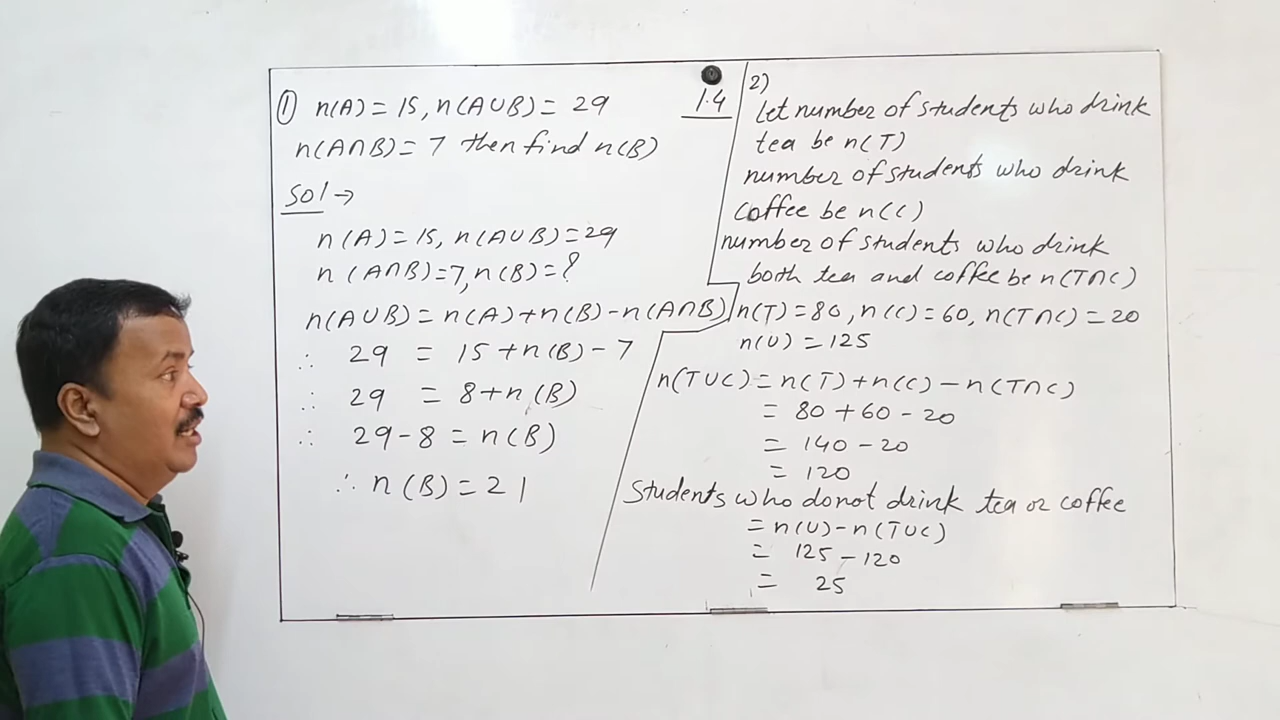 ① n(A) = 15, n(A∪B) = 29
n(A∩B) = 7 then find n(B)
Sol →
n(A) = 15, n(A∪B) = 29
n(A∩B) = 7, n(B) = ?
n(A∪B) = n(A) + n(B) - n(A∩B)
∴ 29 = 15 + n(B) - 7
∴ 29 = 8 + n(B)
∴ 29 - 8 = n(B)
∴ n(B) = 21
1.4
2)
Let number of students who drink
tea be n(T)
number of students who drink
coffee be n(C)
number of students who drink
both tea and coffee be n(T∩C)
n(T) = 80, n(C) = 60, n(T∩C) = 20
n(U) = 125
n(T∪C) = n(T) + n(C) - n(T∩C)
= 80 + 60 - 20
= 140 - 20
= 120
Students who do not drink tea or coffee
= n(U) - n(T∪C)
= 125 - 120
= 25